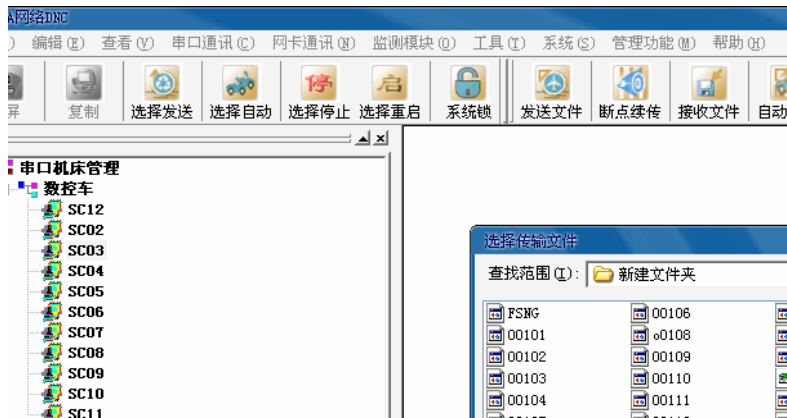 A网络DNC
) 编辑(E) 查看(V) 串口通讯(C) 网卡通讯(N) 监测模块(O) 工具(T) 系统(S) 管理功能(M) 帮助(H)
屏 复制 选择发送 选择自动 选择停止 选择重启 系统锁 发送文件 断点续传 接收文件 自动
停 启
串口机床管理
数控车
SC12
SC02
SC03
SC04
SC05
SC06
SC07
SC08
SC09
SC10
SC11
选择传输文件
查找范围(I): 新建文件夹
FSNG 00106
00101 o0108
00102 00109
00103 00110
00104 00111